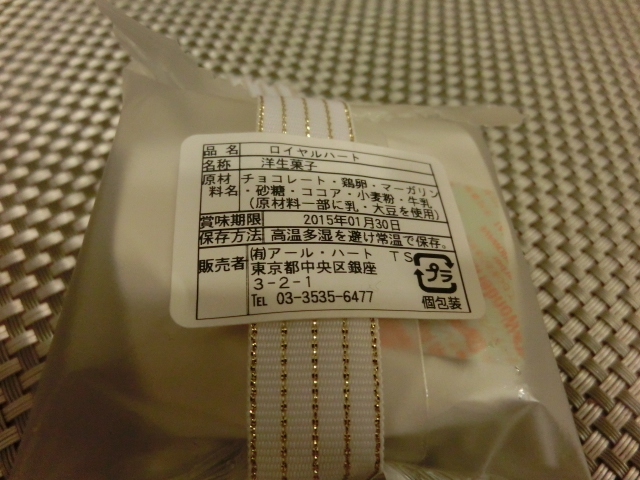 品名 ロイヤルハート
名称 洋生菓子
原材料名 チョコレート・鶏卵・マーガリン
・砂糖・ココア・小麦粉・牛乳
(原材料一部に乳・大豆を使用)
賞味期限 2015年01月30日
保存方法 高温多湿を避け常温で保存。
販売者 ㈲アール・ハート TS
東京都中央区銀座
3-2-1
TEL 03-3535-6477
プラ
個包装